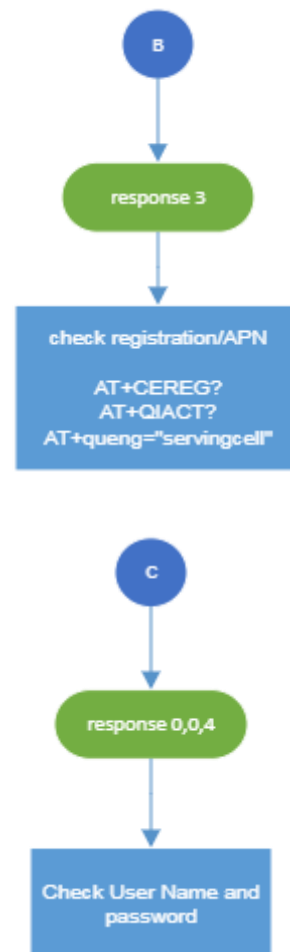 B
response 3
check registration/APN
AT+CEREG?
AT+QIACT?
AT+queng="servingcell"
C
response 0,0,4
Check User Name and
password